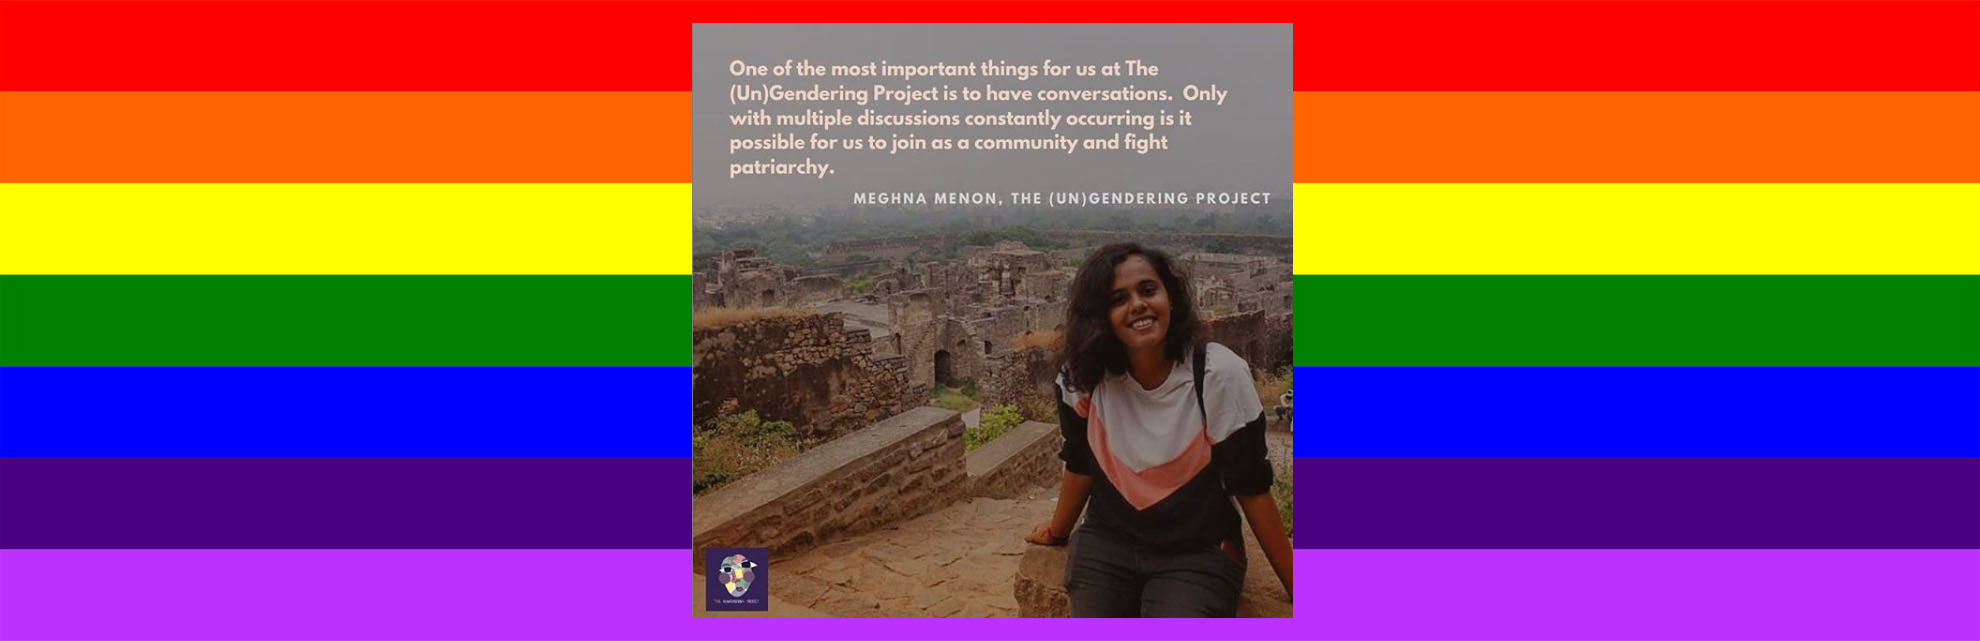 One of the most important things for us at The
(Un)Gendering Project is to have conversations.  Only
with multiple discussions constantly occurring is it
possible for us to join as a community and fight
patriarchy.
MEGHNA MENON, THE (UN)GENDERING PROJECT